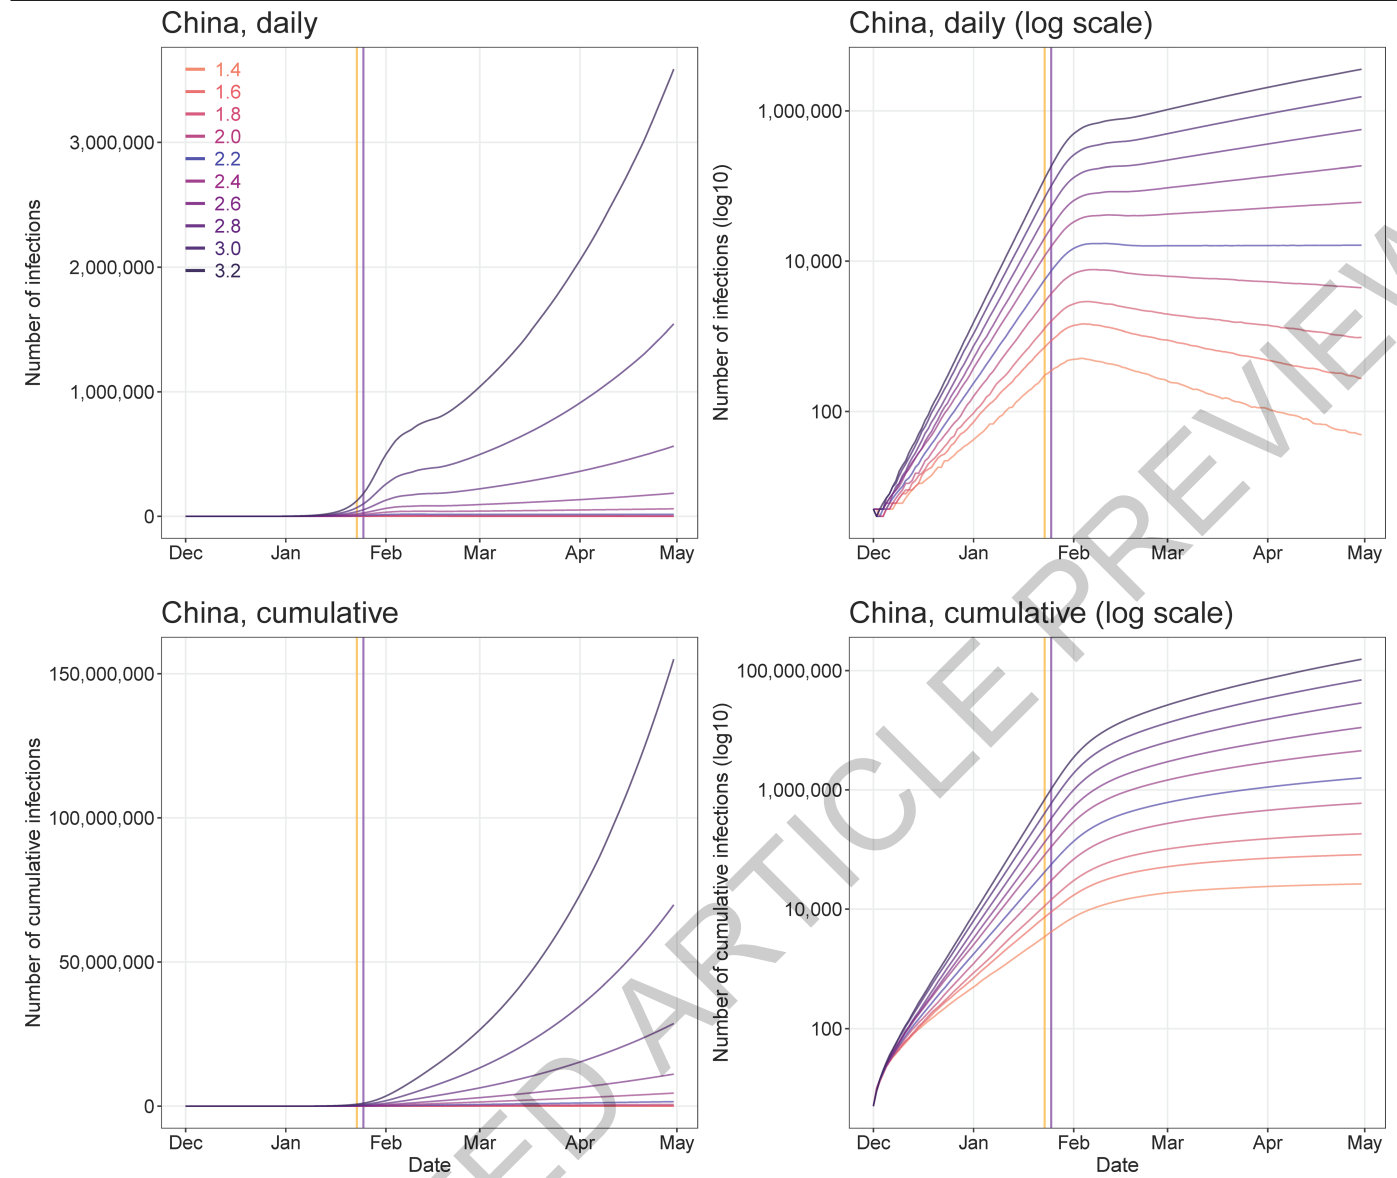 China, daily
Number of infections
3,000,000
2,000,000
1,000,000
0
1.4
1.6
1.8
2.0
2.2
2.4
2.6
2.8
3.0
3.2
Dec Jan Feb Mar Apr May
China, daily (log scale)
Number of infections (log10)
1,000,000
10,000
100
Dec Jan Feb Mar Apr May
China, cumulative
Number of cumulative infections
150,000,000
100,000,000
50,000,000
0
Dec Jan Feb Mar Apr May
Date
China, cumulative (log scale)
Number of cumulative infections (log10)
100,000,000
1,000,000
10,000
100
Dec Jan Feb Mar Apr May
Date
ED ARTICLE PREVIEW